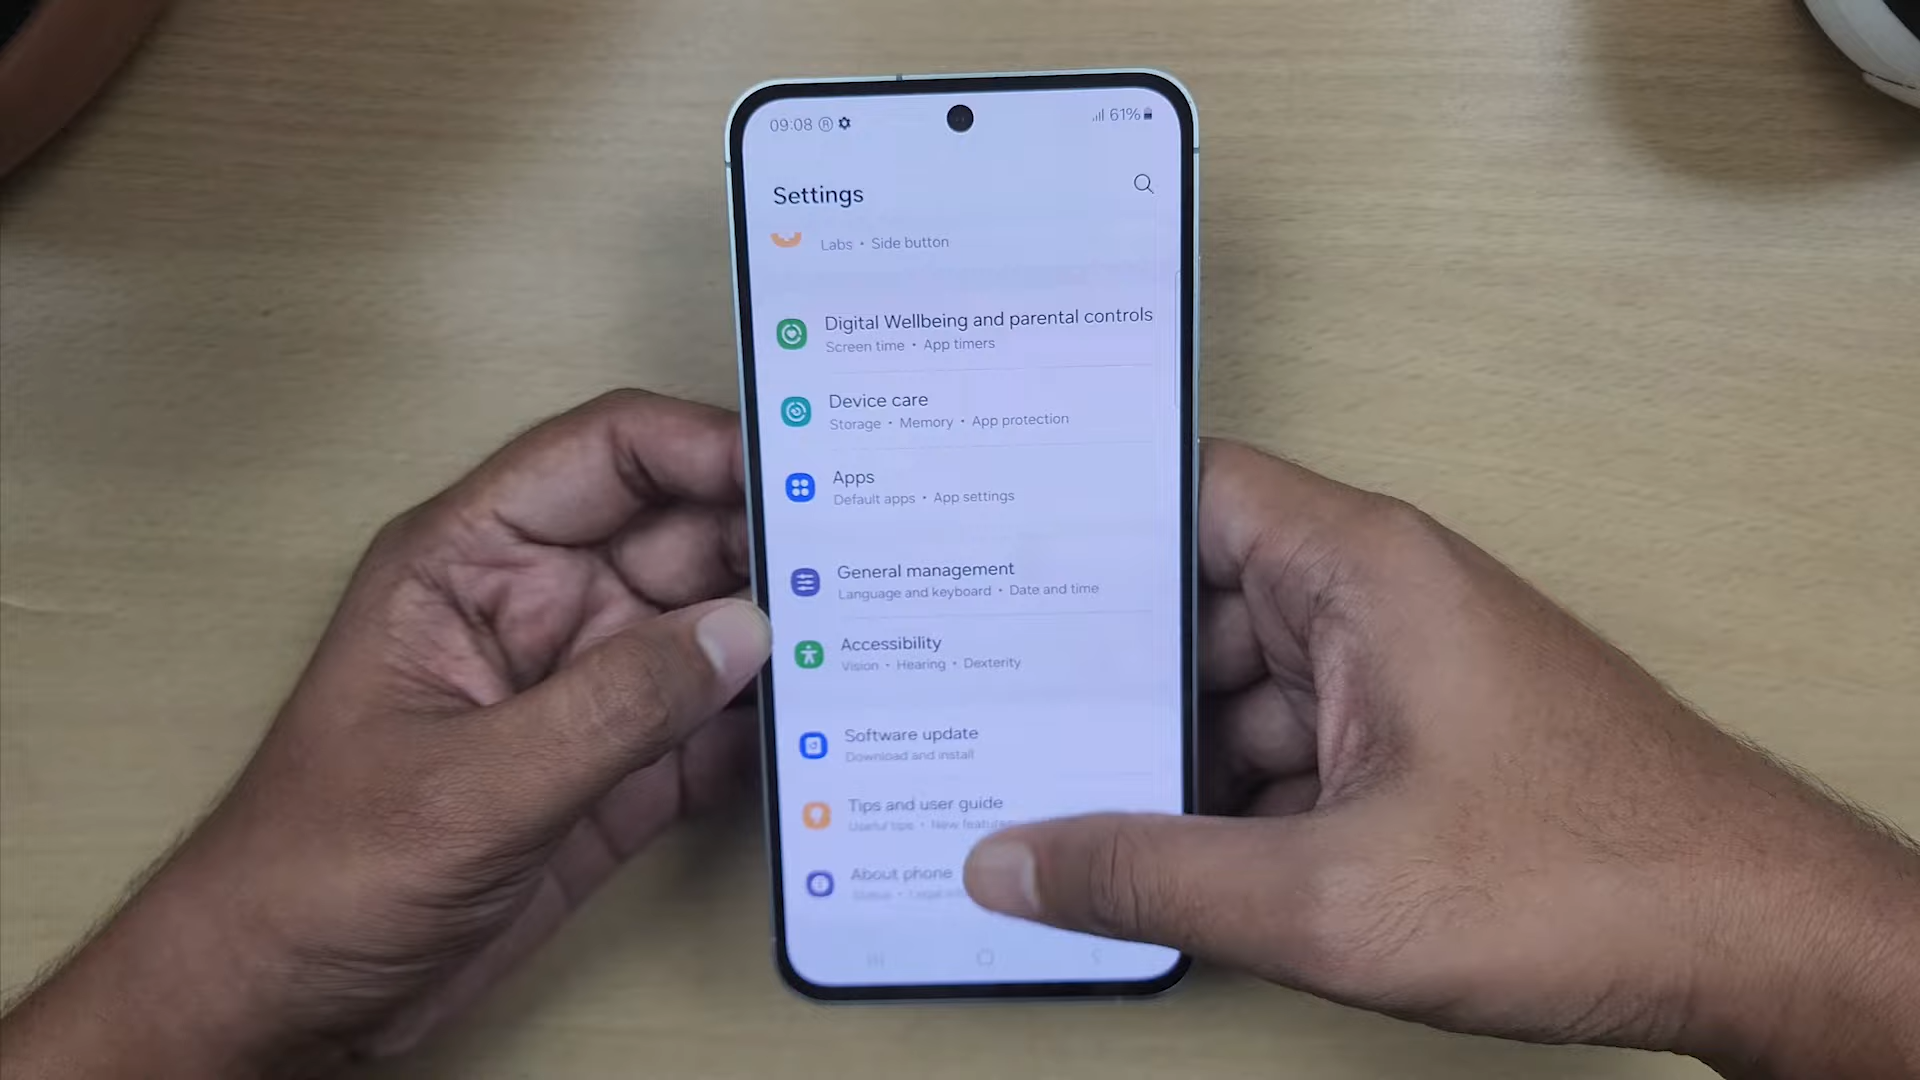 09:08 ® 61%
Settings
Labs • Side button
Digital Wellbeing and parental controls
Screen time • App timers
Device care
Storage • Memory • App protection
Apps
Default apps • App settings
General management
Language and keyboard • Date and time
Accessibility
Vision • Hearing • Dexterity
Software update
Download and install
Tips and user guide
Useful tips • New features
About phone
Status • Legal